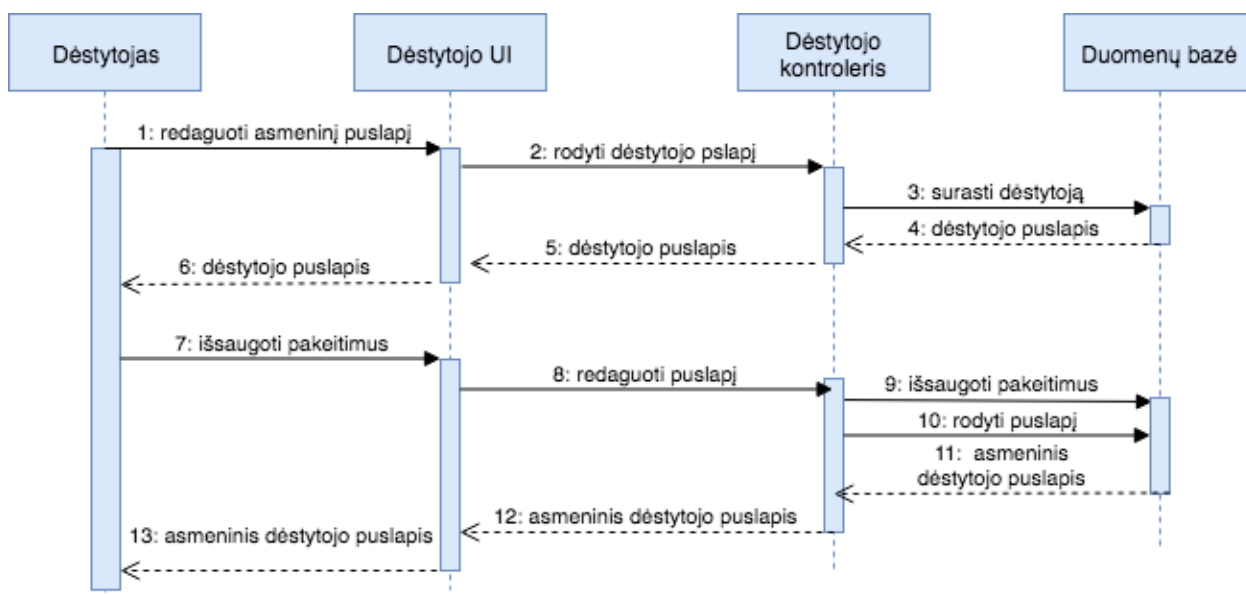 Dėstytojas
Dėstytojo UI
Dėstytojo
kontroleris
Duomenų bazė
1: redaguoti asmeninį puslapį
2: rodyti dėstytojo pslapį
3: surasti dėstytoją
4: dėstytojo puslapis
5: dėstytojo puslapis
6: dėstytojo puslapis
7: išsaugoti pakeitimus
8: redaguoti puslapį
9: išsaugoti pakeitimus
10: rodyti puslapį
11: asmeninis
dėstytojo puslapis
12: asmeninis dėstytojo puslapis
13: asmeninis dėstytojo puslapis